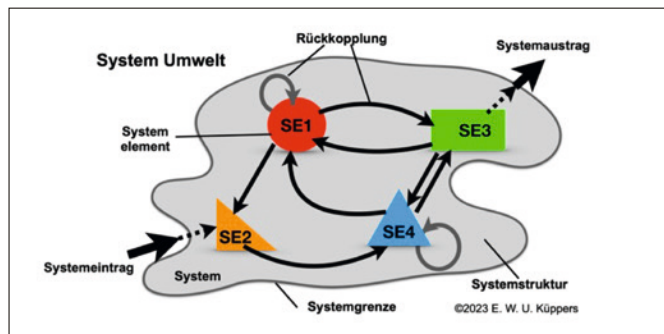 Rückkopplung
Systemaustrag
System Umwelt
SE1
SE3
System
element
SE2
SE4
Systemeintrag
System
Systemstruktur
Systemgrenze
©2023 E. W. U. Küppers